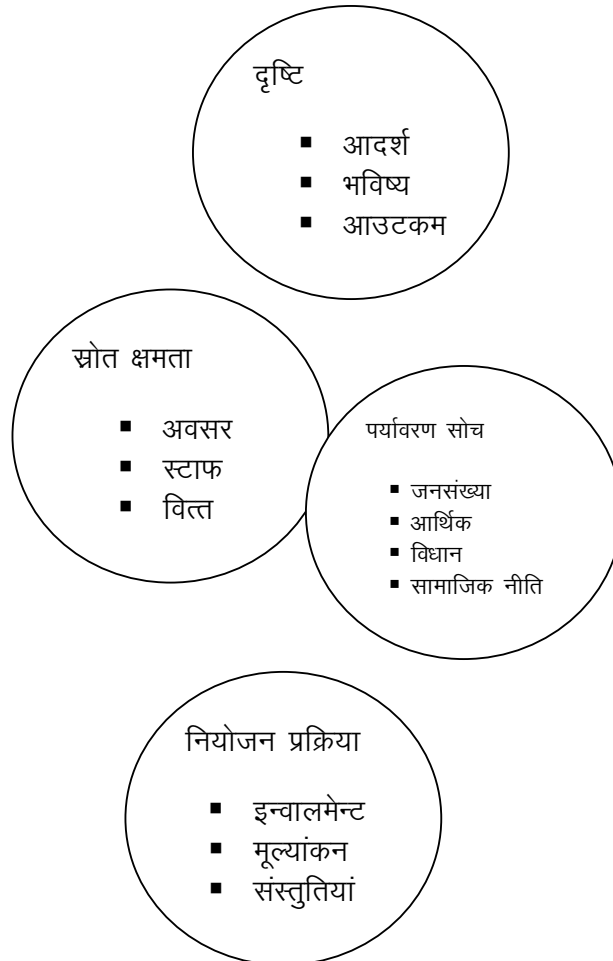 दृष्टि
▪ आदर्श
▪ भविष्य
▪ आउटकम
स्रोत क्षमता
▪ अवसर
▪ स्टाफ
▪ वित्त
पर्यावरण सोच
▪ जनसंख्या
▪ आर्थिक
▪ विधान
▪ सामाजिक नीति
नियोजन प्रक्रिया
▪ इन्वालमेन्ट
▪ मूल्यांकन
▪ संस्तुतियां